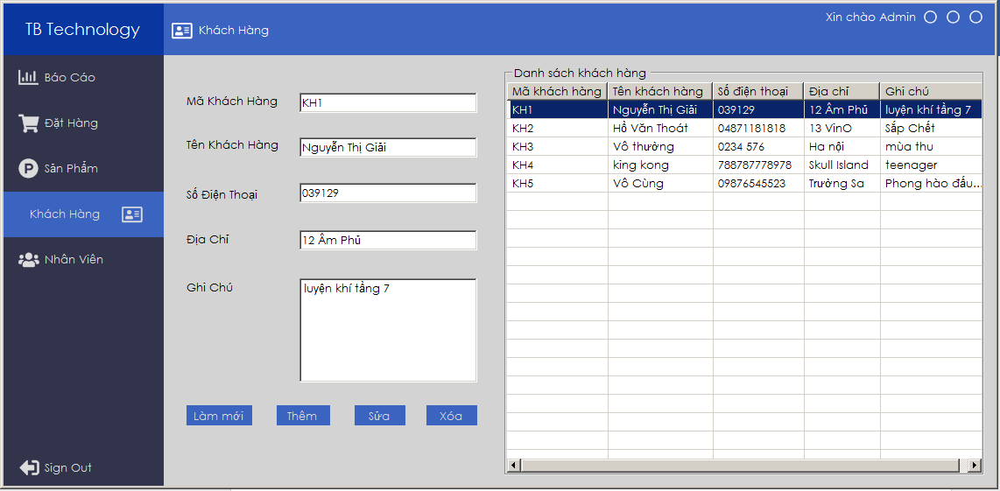 TB Technology
Khách Hàng
Xin chào Admin
Báo Cáo
Đặt Hàng
Sản Phẩm
Khách Hàng
Nhân Viên
Sign Out
Mã Khách Hàng KH1
Tên Khách Hàng Nguyễn Thị Giải
Số Điện Thoại 039129
Địa Chỉ 12 Âm Phủ
Ghi Chú luyện khí tầng 7
Làm mới Thêm Sửa Xóa
Danh sách khách hàng
Mã khách hàng Tên khách hàng Số điện thoại Địa chỉ Ghi chú
KH1 Nguyễn Thị Giải 039129 12 Âm Phủ luyện khí tầng 7
KH2 Hồ Văn Thoát 04871181818 13 VinO Sắp Chết
KH3 Vô thường 0234 576 Ha nội mùa thu
KH4 king kong 788787778978 Skull Island teenager
KH5 Vô Cùng 09876545523 Trường Sa Phong hào đấu...